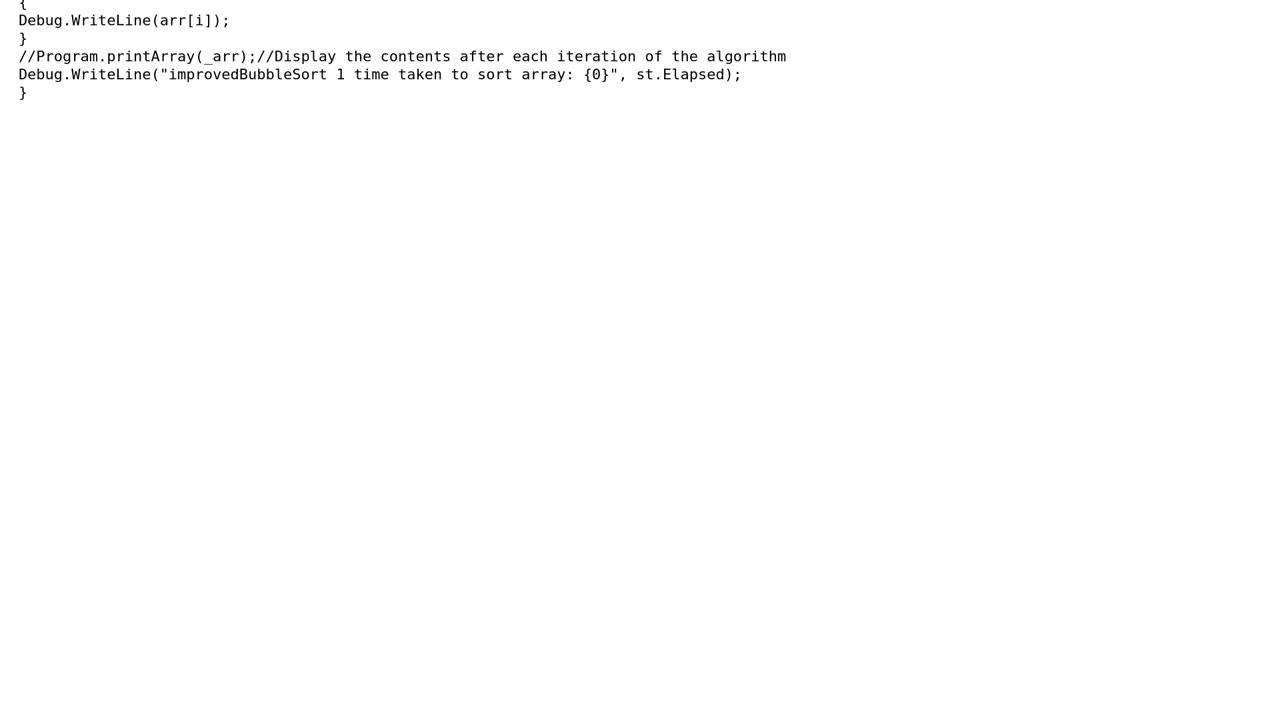 {
Debug.WriteLine(arr[i]);
}
//Program.printArray(_arr);//Display the contents after each iteration of the algorithm
Debug.WriteLine("improvedBubbleSort 1 time taken to sort array: {0}", st.Elapsed);
}